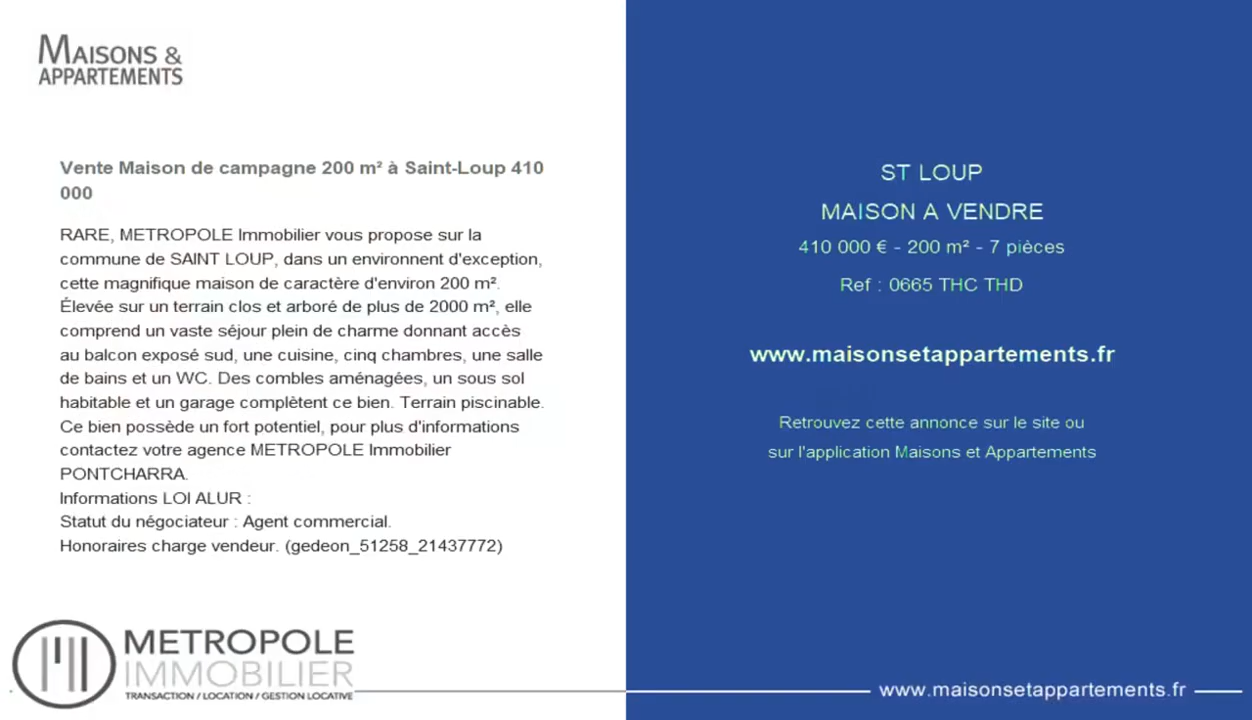 MAISONS &
APPARTEMENTS
Vente Maison de campagne 200 m² à Saint-Loup 410
000
RARE, METROPOLE Immobilier vous propose sur la
commune de SAINT LOUP, dans un environnent d'exception,
cette magnifique maison de caractère d'environ 200 m².
Élevée sur un terrain clos et arboré de plus de 2000 m², elle
comprend un vaste séjour plein de charme donnant accès
au balcon exposé sud, une cuisine, cinq chambres, une salle
de bains et un WC. Des combles aménagées, un sous sol
habitable et un garage complètent ce bien. Terrain piscinable.
Ce bien possède un fort potentiel, pour plus d'informations
contactez votre agence METROPOLE Immobilier
PONTCHARRA.
Informations LOI ALUR :
Statut du négociateur : Agent commercial.
Honoraires charge vendeur. (gedeon_51258_21437772)
METROPOLE
IMMOBILIER
TRANSACTION / LOCATION / GESTION LOCATIVE
ST LOUP
MAISON A VENDRE
410 000 € - 200 m² - 7 pièces
Ref : 0665 THC THD
www.maisonsetappartements.fr
Retrouvez cette annonce sur le site ou
sur l'application Maisons et Appartements
www.maisonsetappartements.fr